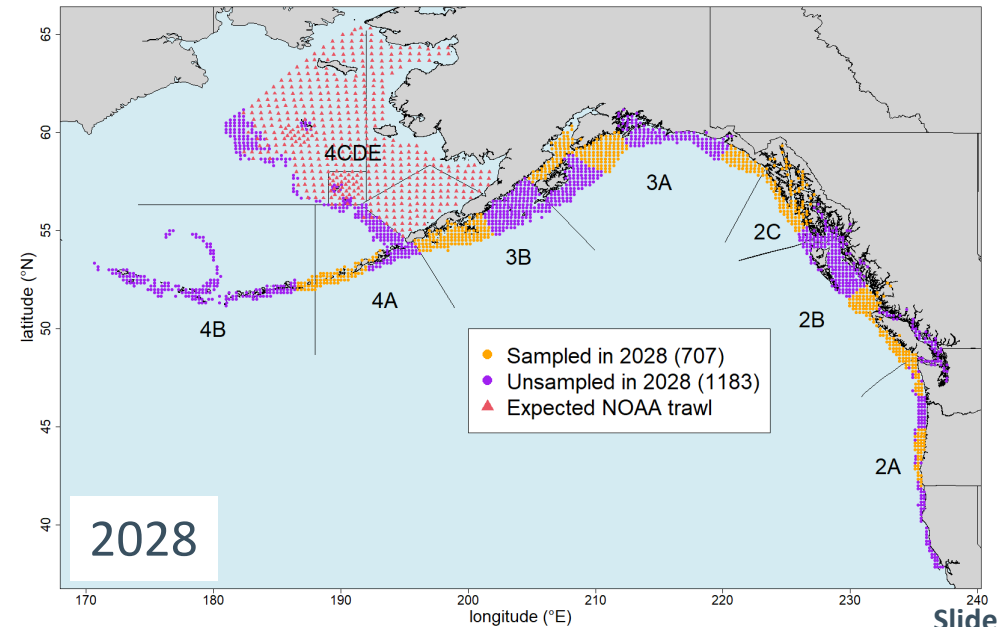 65
60
55
50
45
40
latitude (°N)
4CDE
3A
2C
3B
4A
4B
2B
2A
Sampled in 2028 (707)
Unsampled in 2028 (1183)
Expected NOAA trawl
2028
170
180
190
200
210
220
230
240
longitude (°E)
Slide